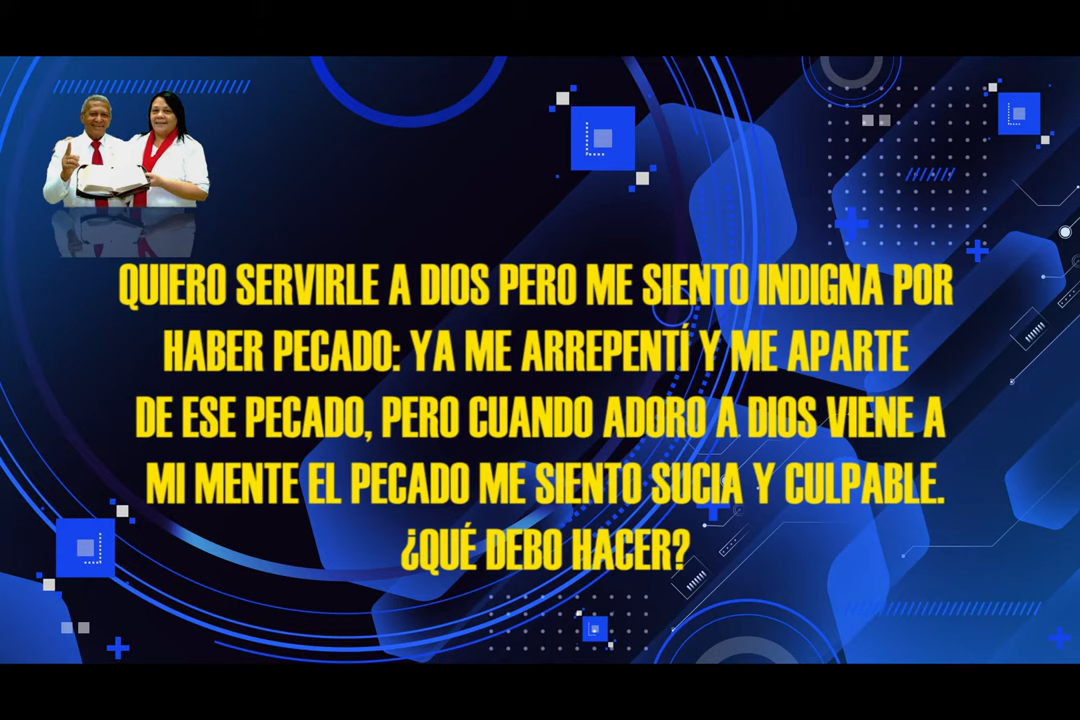 QUIERO SERVIRLE A DIOS PERO ME SIENTO INDIGNA POR
HABER PECADO: YA ME ARREPENTÍ Y ME APARTE
DE ESE PECADO, PERO CUANDO ADORO A DIOS VIENE A
MI MENTE EL PECADO ME SIENTO SUCIA Y CULPABLE.
¿QUÉ DEBO HACER?